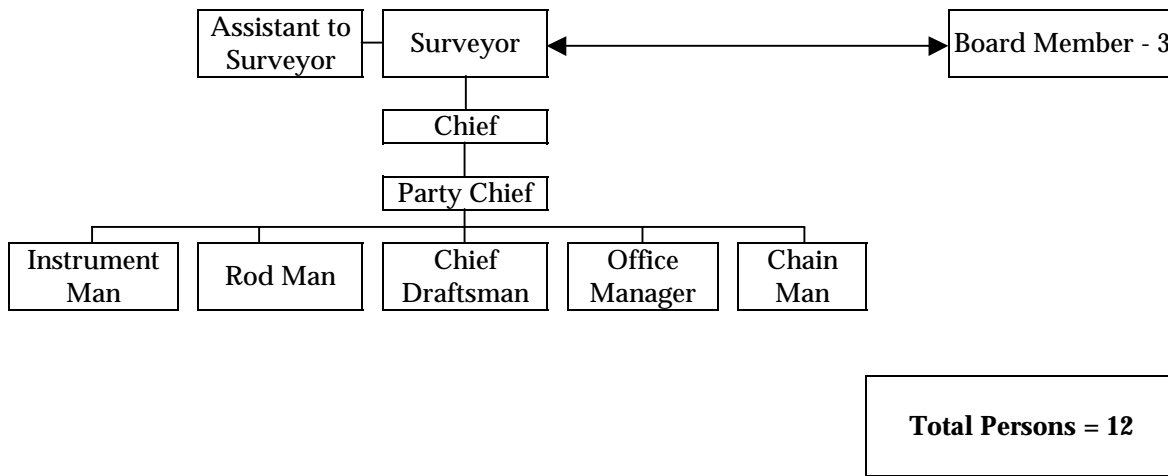 Assistant to
Surveyor
Surveyor
Board Member - 3
Chief
Party Chief
Instrument
Man
Rod Man
Chief
Draftsman
Office
Manager
Chain
Man
Total Persons = 12